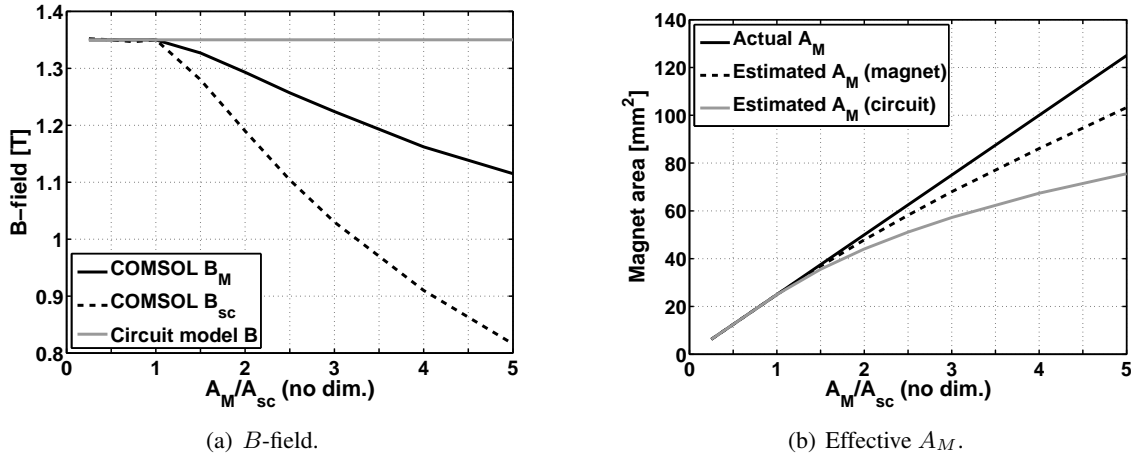 1.4
1.3
1.2
1.1
1
0.9
0.8
B−field [T]
COMSOL B_M
COMSOL B_sc
Circuit model B
0 1 2 3 4 5
A_M/A_sc (no dim.)
(a) B-field.
140
120
100
80
60
40
20
0
Magnet area [mm²]
Actual A_M
Estimated A_M (magnet)
Estimated A_M (circuit)
0 1 2 3 4 5
A_M/A_sc (no dim.)
(b) Effective A_M.